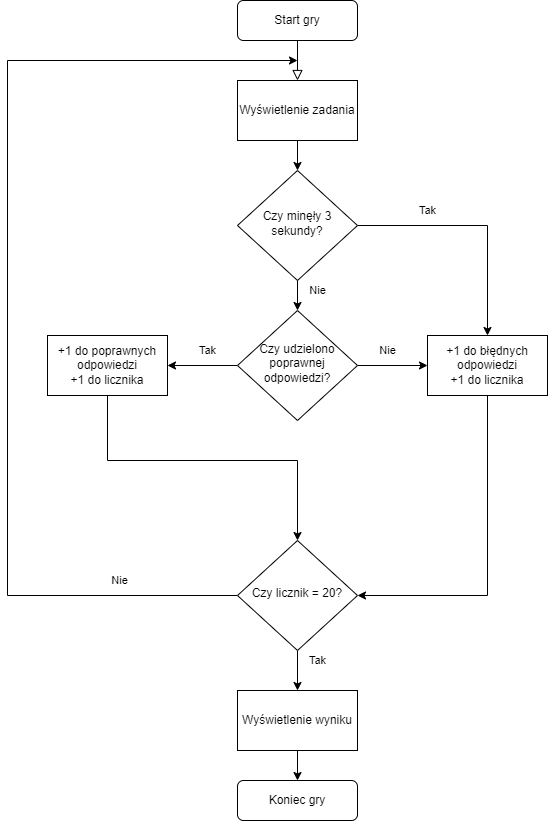 Start gry
Wyświetlenie zadania
Czy minęły 3
sekundy?
Tak
Nie
Czy udzielono
poprawnej
odpowiedzi?
Tak
Nie
+1 do poprawnych
odpowiedzi
+1 do licznika
+1 do błędnych
odpowiedzi
+1 do licznika
Czy licznik = 20?
Nie
Tak
Wyświetlenie wyniku
Koniec gry